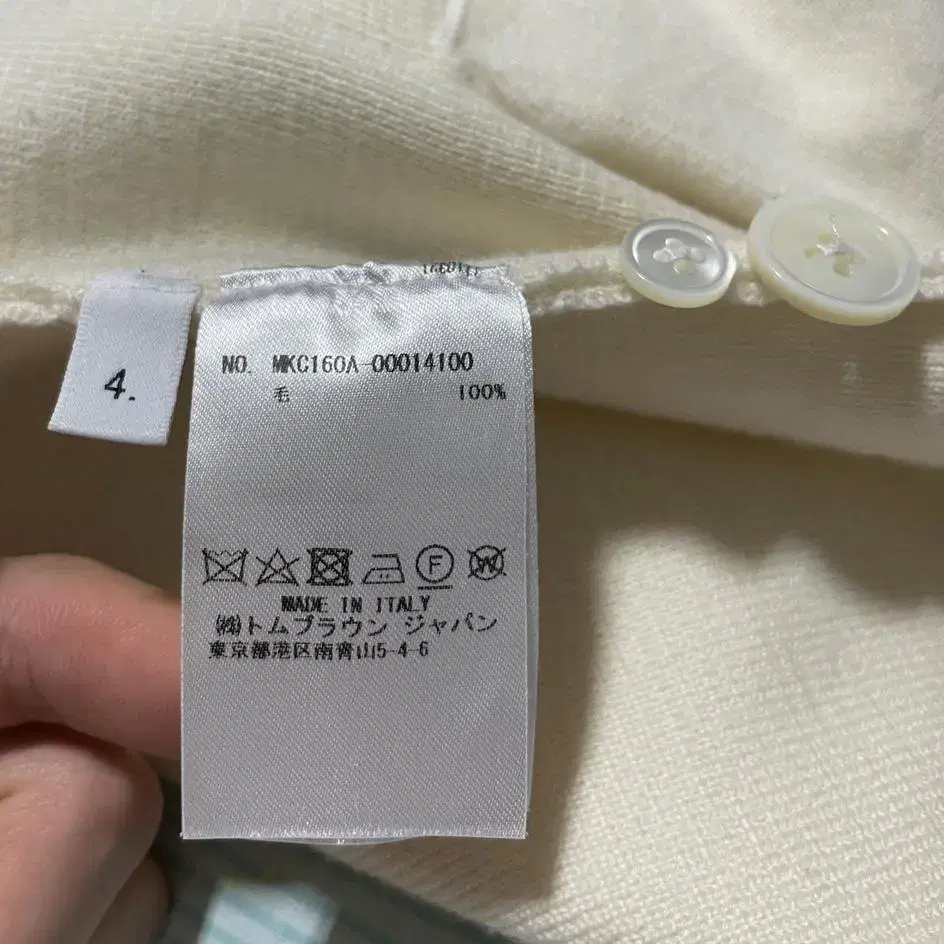 4.
NO. MKC160A-00014100
毛 100%
F W
MADE IN ITALY
㈱トムブラウン ジャパン
東京都港区南青山5-4-6